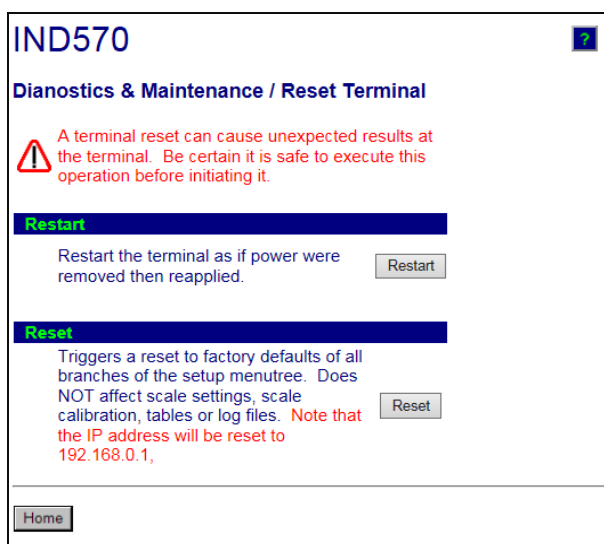 IND570
?
Dianostics & Maintenance / Reset Terminal
A terminal reset can cause unexpected results at
the terminal. Be certain it is safe to execute this
operation before initiating it.
Restart
Restart the terminal as if power were
removed then reapplied.
Restart
Reset
Triggers a reset to factory defaults of all
branches of the setup menutree. Does
NOT affect scale settings, scale
calibration, tables or log files. Note that
the IP address will be reset to
192.168.0.1,
Reset
Home